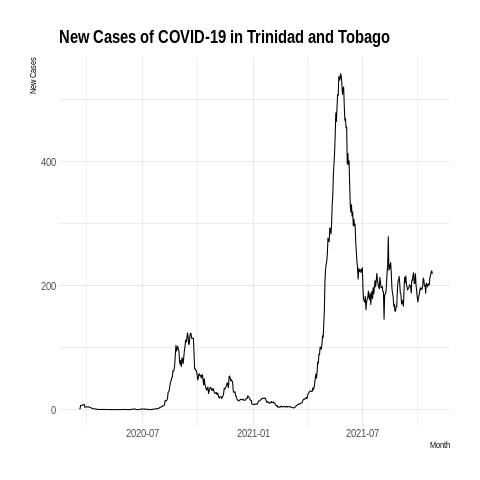 New Cases of COVID-19 in Trinidad and Tobago
New Cases
400
200
0
2020-07
2021-01
2021-07
Month